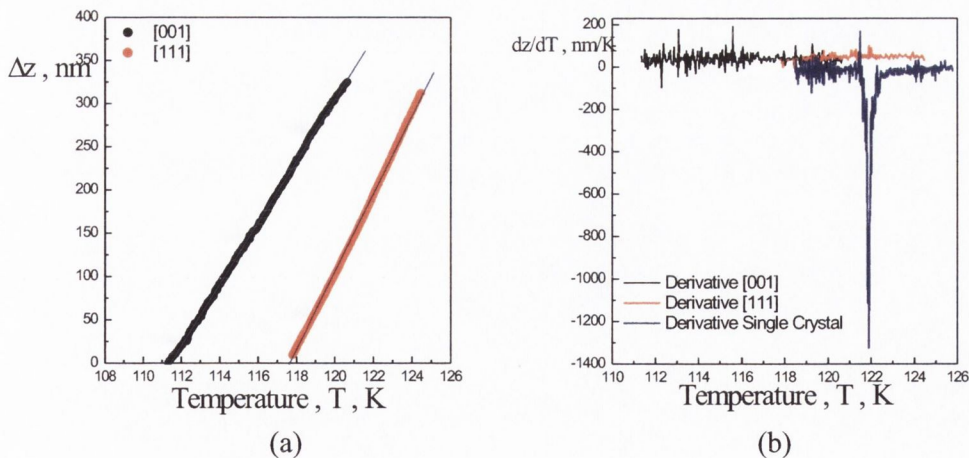 Δz , nm
[001]
[111]
400
350
300
250
200
150
100
50
0
108 110 112 114 116 118 120 122 124 126
Temperature , T , K
(a)
dz/dT , nm/K
200
0
-200
-400
-600
-800
-1000
-1200
-1400
Derivative [001]
Derivative [111]
Derivative Single Crystal
110 112 114 116 118 120 122 124 126
Temperature , T , K
(b)